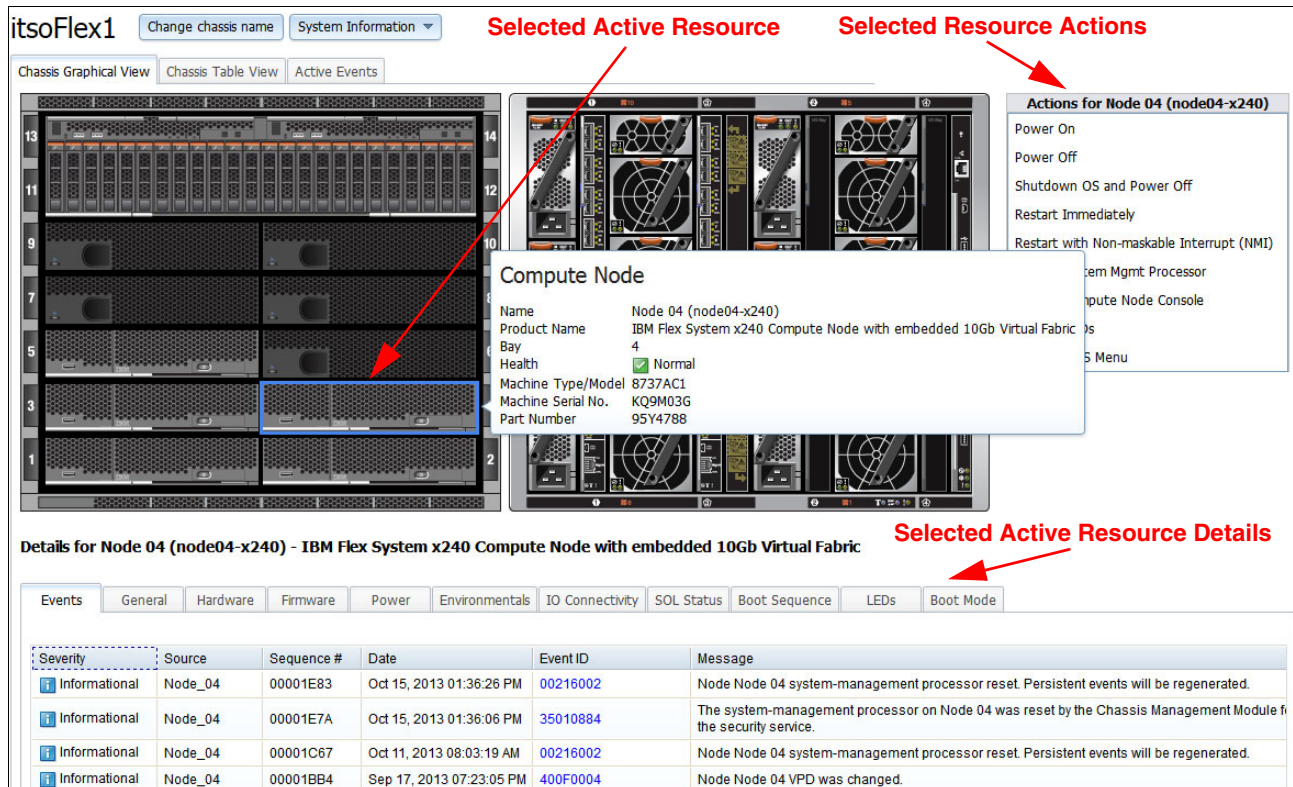 itsoFlex1 Change chassis name System Information
Selected Active Resource
Selected Resource Actions
Chassis Graphical View Chassis Table View Active Events
Actions for Node 04 (node04-x240)
Power On
Power Off
Shutdown OS and Power Off
Restart Immediately
Restart with Non-maskable Interrupt (NMI)
tem Mgmt Processor
mpute Node Console
S Menu
13 14
11 12
9 10
7
5
3
1 2
Compute Node
Name Node 04 (node04-x240)
Product Name IBM Flex System x240 Compute Node with embedded 10Gb Virtual Fabric
Bay 4
Health Normal
Machine Type/Model 8737AC1
Machine Serial No. KQ9M03G
Part Number 95Y4788
Selected Active Resource Details
Details for Node 04 (node04-x240) - IBM Flex System x240 Compute Node with embedded 10Gb Virtual Fabric
Events General Hardware Firmware Power Environmentals IO Connectivity SOL Status Boot Sequence LEDs Boot Mode
Severity Source Sequence # Date Event ID Message
Informational Node_04 00001E83 Oct 15, 2013 01:36:26 PM 00216002 Node Node 04 system-management processor reset. Persistent events will be regenerated.
Informational Node_04 00001E7A Oct 15, 2013 01:36:06 PM 35010884 The system-management processor on Node 04 was reset by the Chassis Management Module f
the security service.
Informational Node_04 00001C67 Oct 11, 2013 08:03:19 AM 00216002 Node Node 04 system-management processor reset. Persistent events will be regenerated.
Informational Node_04 00001BB4 Sep 17, 2013 07:23:05 PM 400F0004 Node Node 04 VPD was changed.